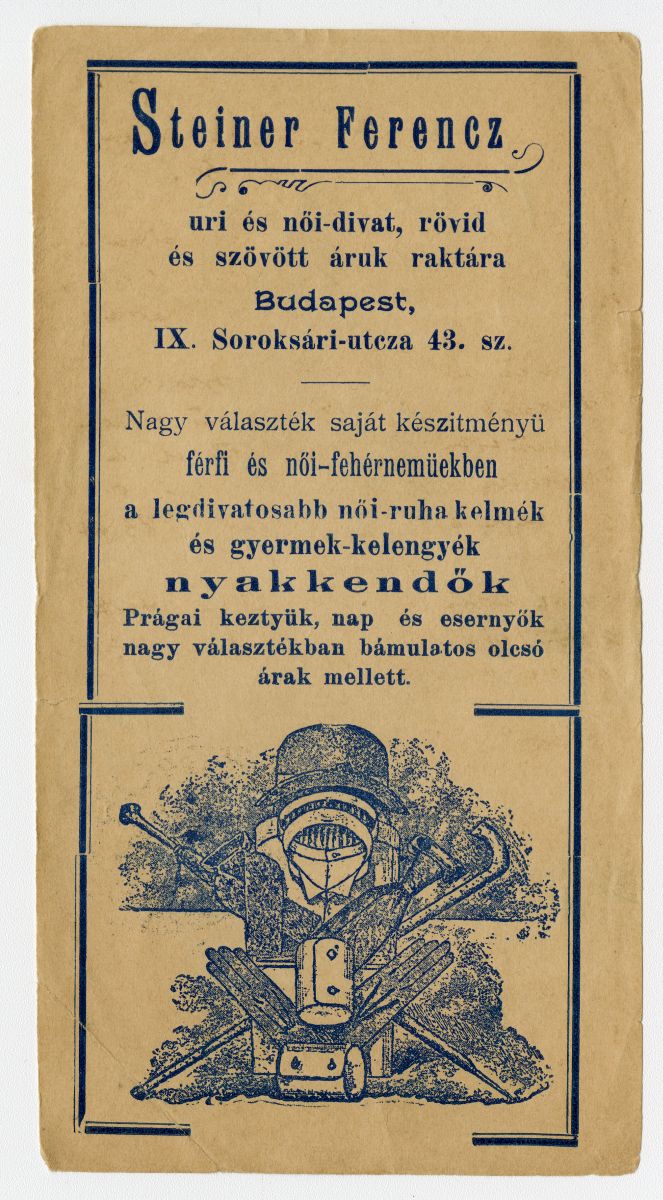 Steiner Ferencz
uri és női-divat, rövid
és szövött áruk raktára
Budapest,
IX. Soroksári-utcza 43. sz.
Nagy választék saját készitményü
férfi és női-fehérnemüekben
a legdivatosabb női-ruha kelmék
és gyermek-kelengyék
nyakkendők
Prágai keztyük, nap és esernyők
nagy választékban bámulatos olcsó
árak mellett.